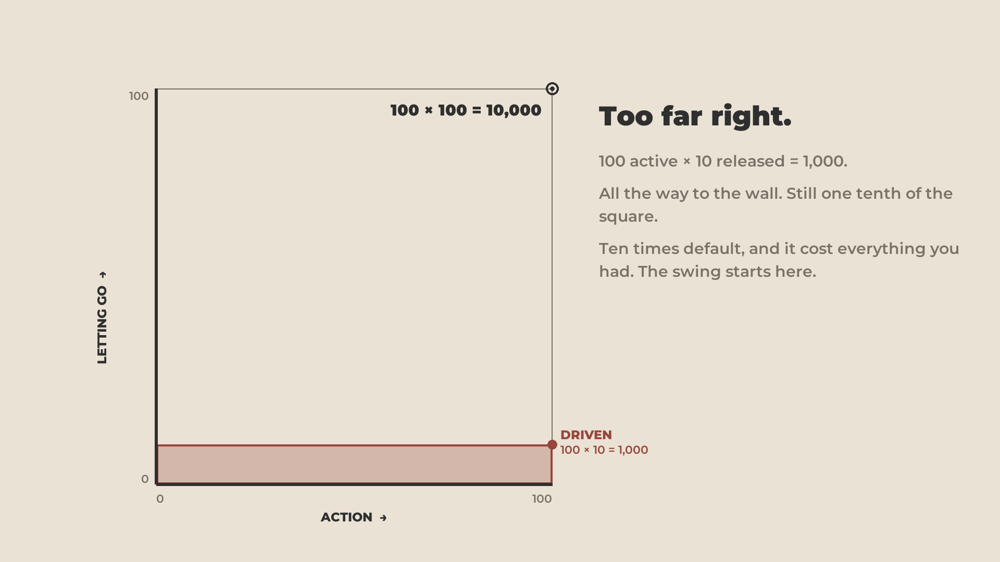 100
100 × 100 = 10,000
Too far right.
100 active × 10 released = 1,000.
All the way to the wall. Still one tenth of the
square.
Ten times default, and it cost everything you
had. The swing starts here.
LETTING GO →
DRIVEN
100 × 10 = 1,000
0
0
100
ACTION →